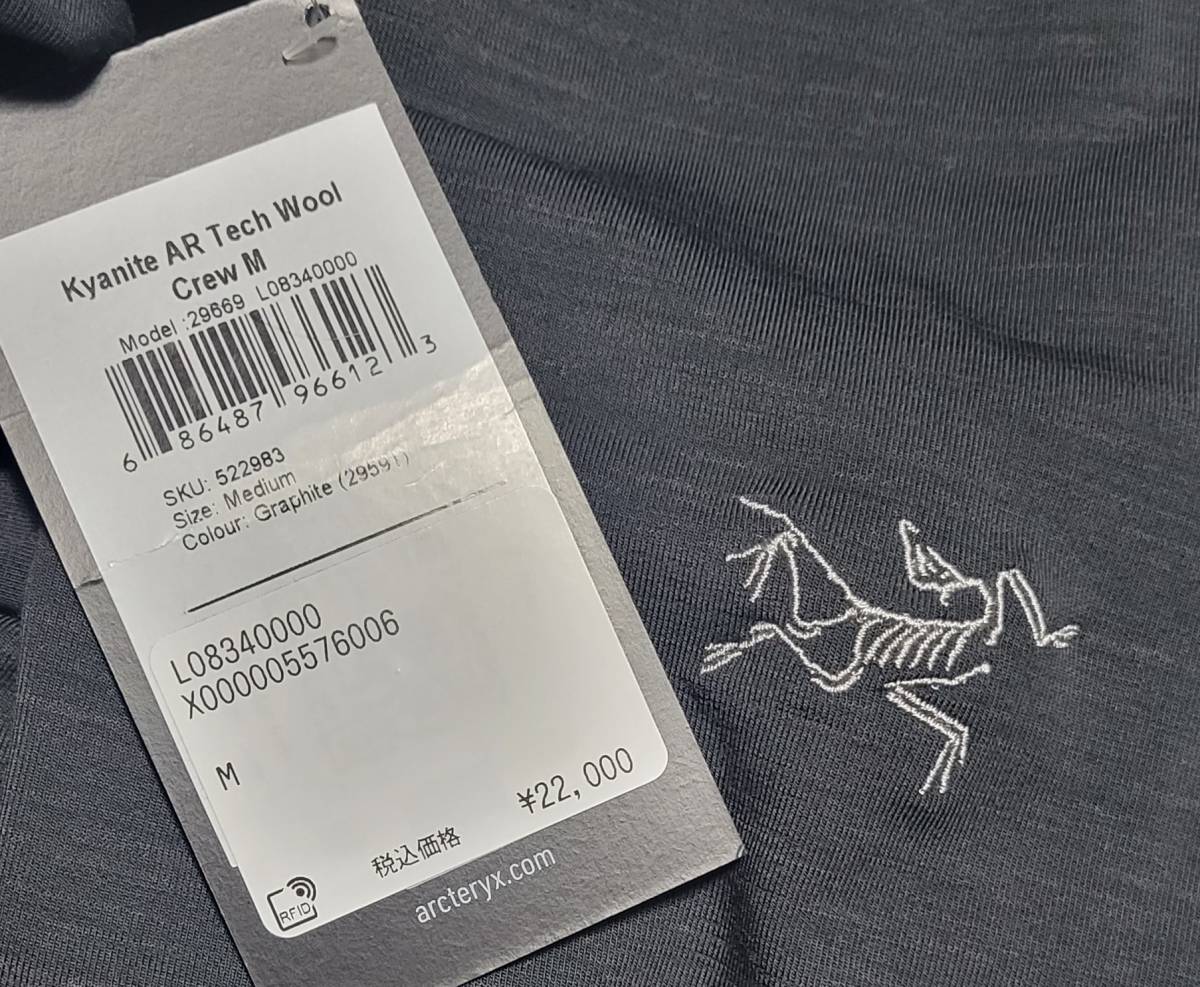 Kyanite AR Tech Wool
Crew M
Model :29669 L08340000
6 86487 96612 3
SKU: 522983
Size: Medium
Colour: Graphite (29591)
L08340000
X000005576006
M
¥22,000
税込価格
RFID
arcteryx.com